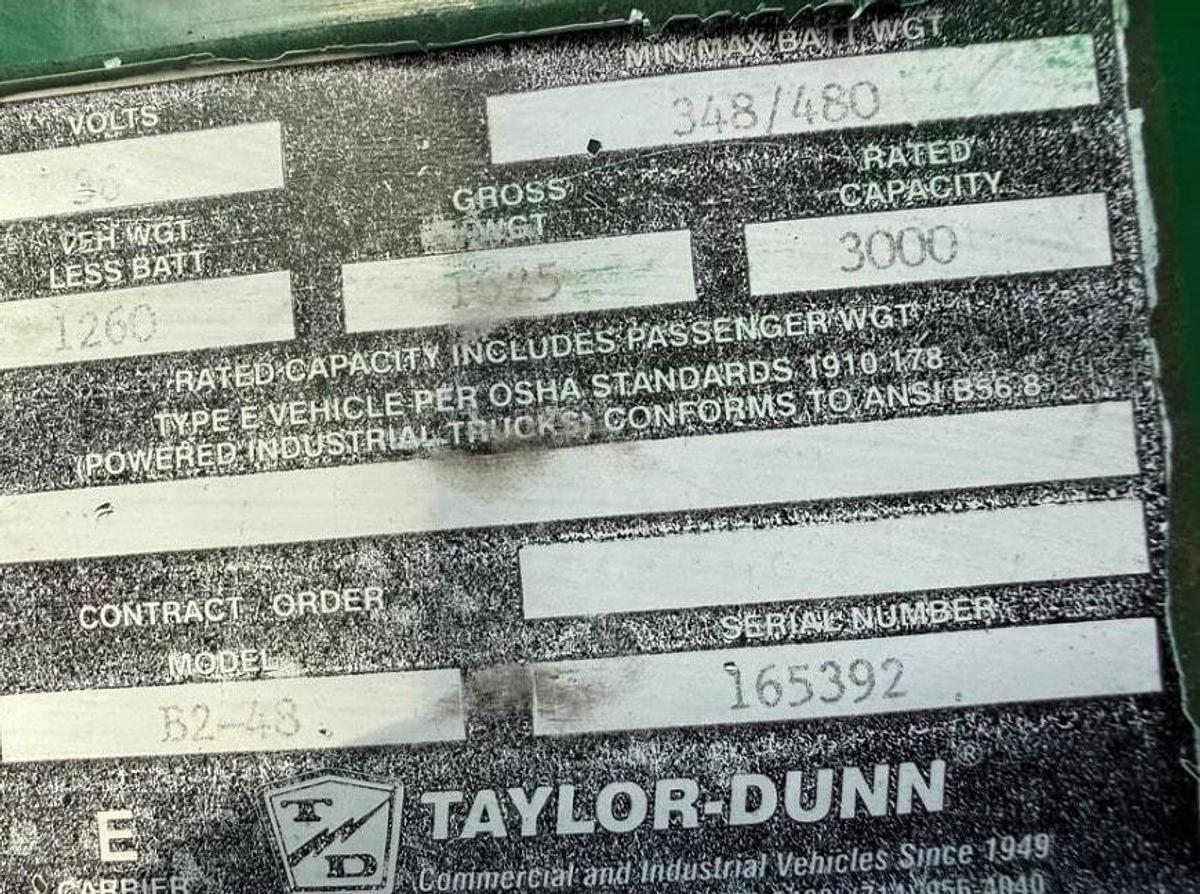 MIN/MAX BATT WGT
VOLTS
348/480
36
RATED
CAPACITY
GROSS
WGT
VEH WGT
LESS BATT
3000
1260
RATED CAPACITY INCLUDES PASSENGER WGT
TYPE E VEHICLE PER OSHA STANDARDS 1910.178
(POWERED INDUSTRIAL TRUCKS) CONFORMS TO ANSI B56.8
CONTRACT / ORDER
SERIAL NUMBER
MODEL
165392
B2-48
TAYLOR-DUNN®
T D
E
Commercial and Industrial Vehicles Since 1949
CARRIER